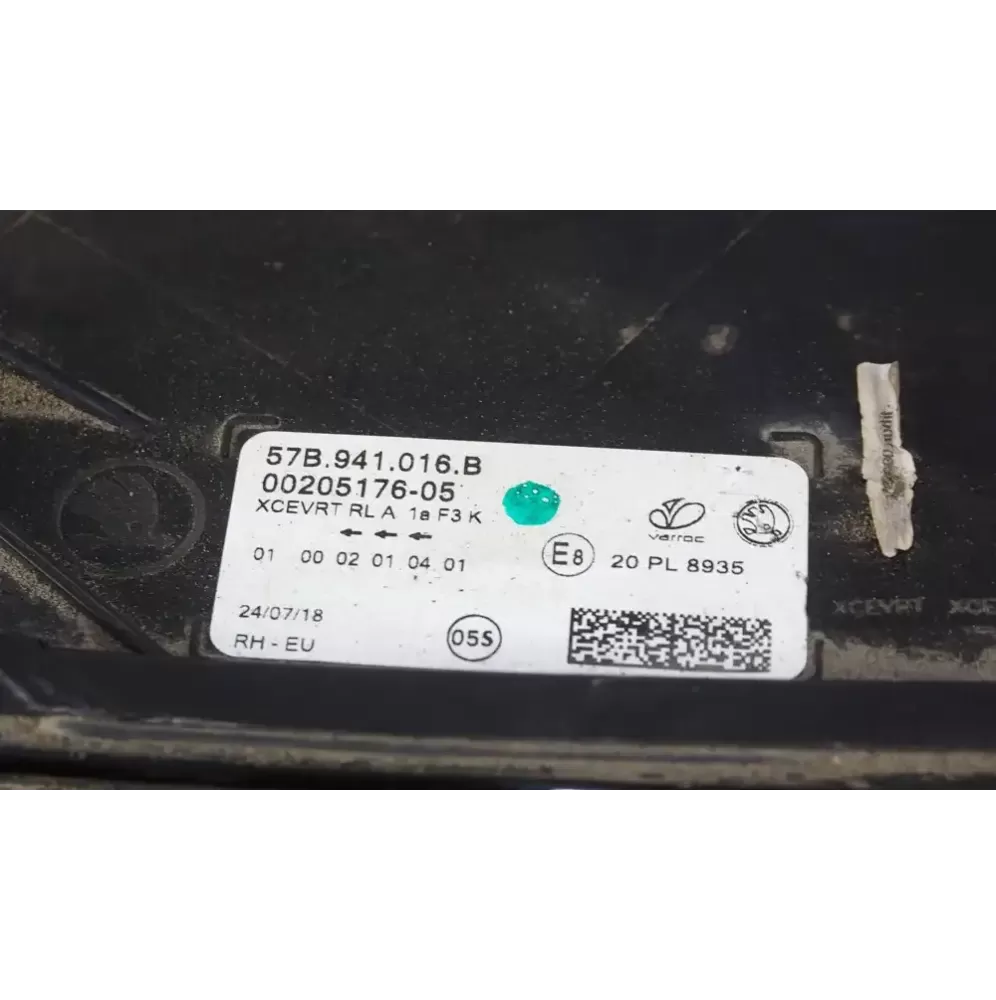 57B.941.016.B
00205176-05
XCEVRT RL A 1a F3 K
01 00 02 01 04 01
varroc
E8
20 PL 8935
24/07/18
RH - EU
05S
XCEVRT XCE